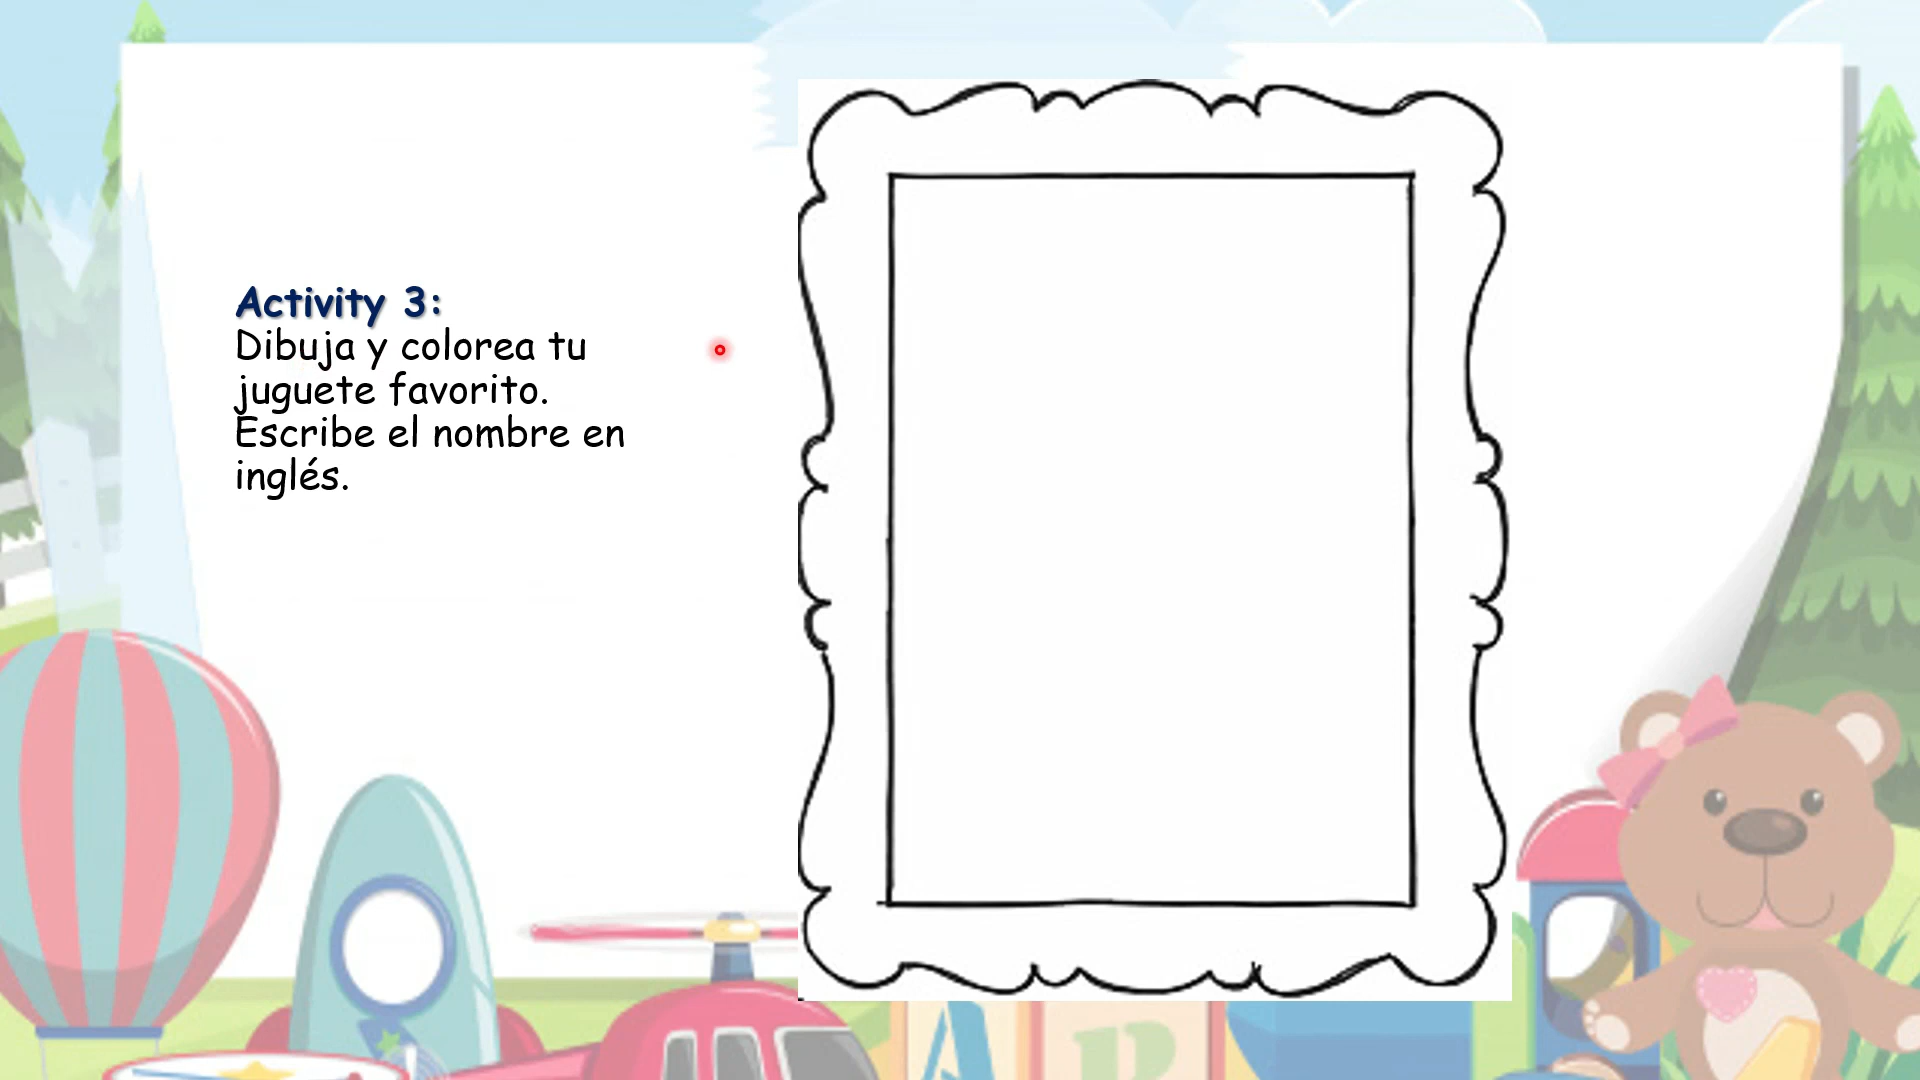 Activity 3:
Dibuja y colorea tu
juguete favorito.
Escribe el nombre en
inglés.
A